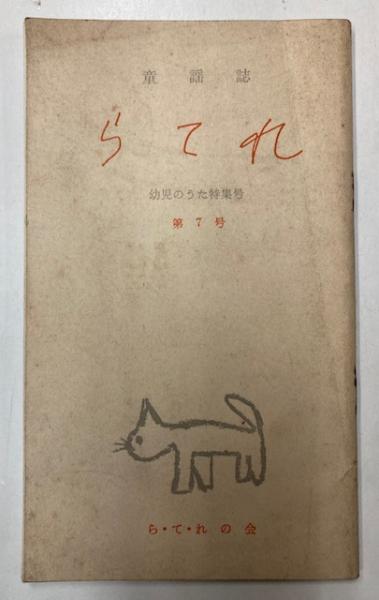 童謡誌
らてれ
幼児のうた特集号
第7号
ら・て・れの会